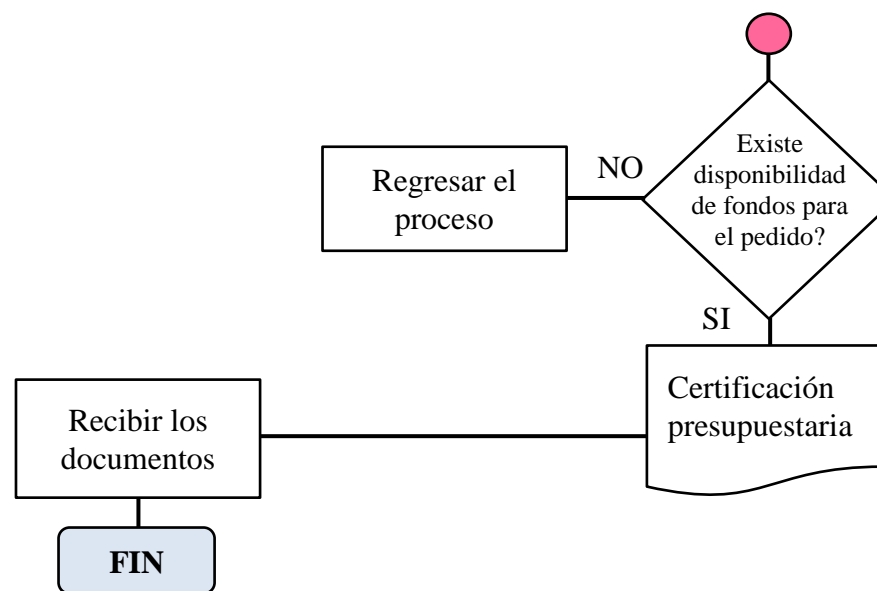 Existe
disponibilidad
de fondos para
el pedido?
NO
Regresar el
proceso
SI
Certificación
presupuestaria
Recibir los
documentos
FIN